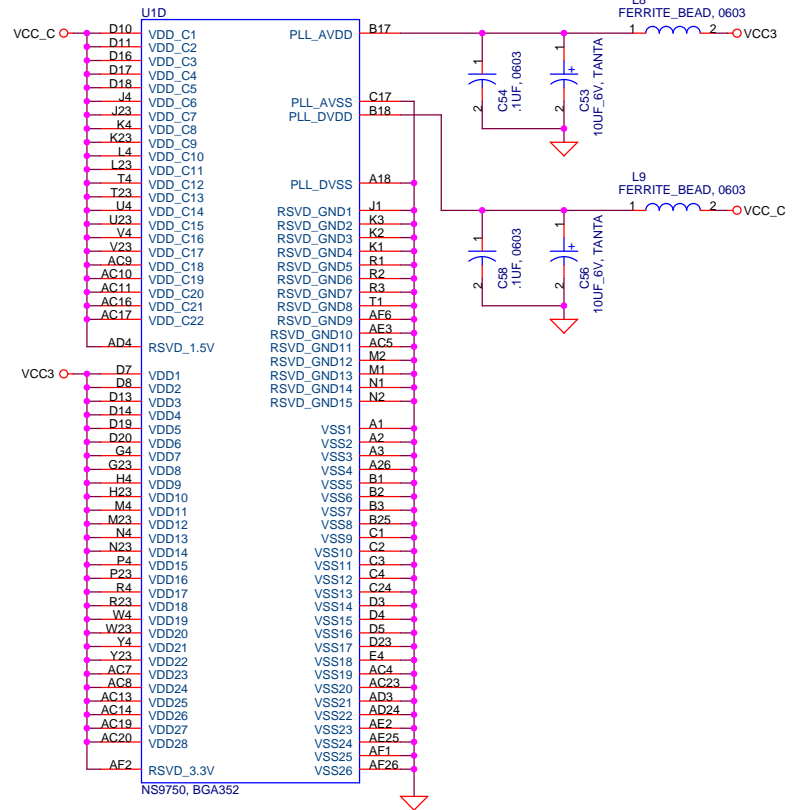 U1D
VCC_C
D10 VDD_C1
D11 VDD_C2
D16 VDD_C3
D17 VDD_C4
D18 VDD_C5
J4 VDD_C6
J23 VDD_C7
K4 VDD_C8
K23 VDD_C9
L4 VDD_C10
L23 VDD_C11
T4 VDD_C12
T23 VDD_C13
U4 VDD_C14
U23 VDD_C15
V4 VDD_C16
V23 VDD_C17
AC9 VDD_C18
AC10 VDD_C19
AC11 VDD_C20
AC16 VDD_C21
AC17 VDD_C22
AD4 RSVD_1.5V
VCC3
D7 VDD1
D8 VDD2
D13 VDD3
D14 VDD4
D19 VDD5
D20 VDD6
G4 VDD7
G23 VDD8
H4 VDD9
H23 VDD10
M4 VDD11
M23 VDD12
N4 VDD13
N23 VDD14
P4 VDD15
P23 VDD16
R4 VDD17
R23 VDD18
W4 VDD19
W23 VDD20
Y4 VDD21
Y23 VDD22
AC7 VDD23
AC8 VDD24
AC13 VDD25
AC14 VDD26
AC19 VDD27
AC20 VDD28
AF2 RSVD_3.3V
NS9750, BGA352
PLL_AVDD B17
PLL_AVSS C17
PLL_DVDD B18
PLL_DVSS A18
RSVD_GND1 J1
RSVD_GND2 K3
RSVD_GND3 K2
RSVD_GND4 K1
RSVD_GND5 R1
RSVD_GND6 R2
RSVD_GND7 R3
RSVD_GND8 T1
RSVD_GND9 AF6
RSVD_GND10 AE3
RSVD_GND11 AC5
RSVD_GND12 M2
RSVD_GND13 M1
RSVD_GND14 N1
RSVD_GND15 N2
VSS1 A1
VSS2 A2
VSS3 A3
VSS4 A26
VSS5 B1
VSS6 B2
VSS7 B3
VSS8 B25
VSS9 C1
VSS10 C2
VSS11 C3
VSS12 C4
VSS13 C24
VSS14 D3
VSS15 D4
VSS16 D5
VSS17 D23
VSS18 E4
VSS19 AC4
VSS20 AC23
VSS21 AD3
VSS22 AD24
VSS23 AE2
VSS24 AE25
VSS25 AF1
VSS26 AF26
L8
FERRITE_BEAD, 0603
1 2 VCC3
1 2
C54
.1UF, 0603
1 + 2
C53
10UF_6V, TANTA
L9
FERRITE_BEAD, 0603
1 2 VCC_C
1 2
C58
.1UF, 0603
1 + 2
C56
10UF_6V, TANTA